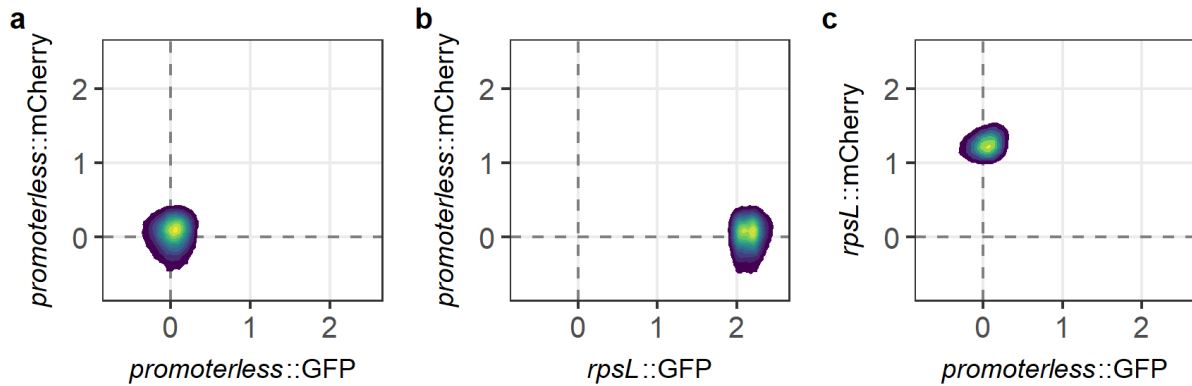 a
promoterless::mCherry
2
1
0
0 1 2
promoterless::GFP
b
promoterless::mCherry
2
1
0
0 1 2
rpsL::GFP
c
rpsL::mCherry
2
1
0
0 1 2
promoterless::GFP